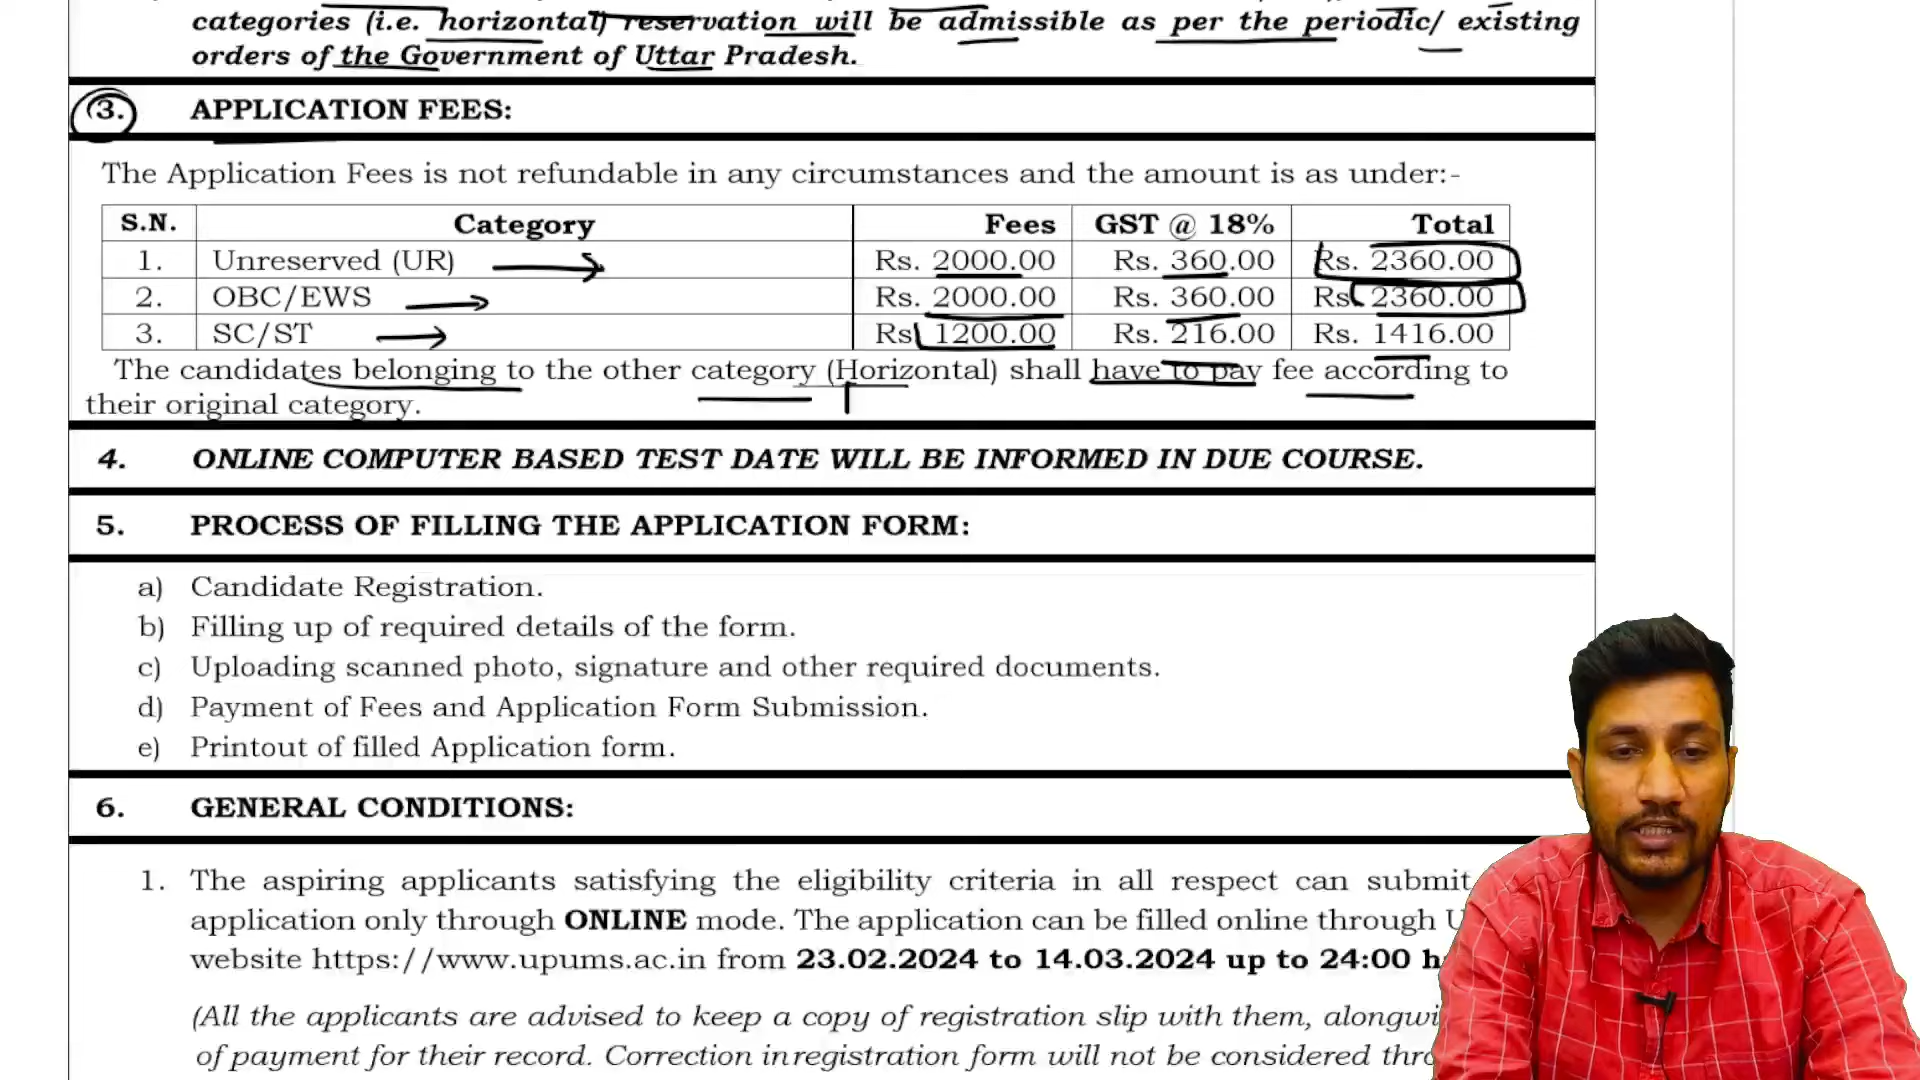 categories (i.e. horizontal) reservation will be admissible as per the periodic/ existing
orders of the Government of Uttar Pradesh.
3. APPLICATION FEES:
The Application Fees is not refundable in any circumstances and the amount is as under:-
S.N. Category Fees GST @ 18% Total
1. Unreserved (UR) Rs. 2000.00 Rs. 360.00 Rs. 2360.00
2. OBC/EWS Rs. 2000.00 Rs. 360.00 Rs. 2360.00
3. SC/ST Rs. 1200.00 Rs. 216.00 Rs. 1416.00
The candidates belonging to the other category (Horizontal) shall have to pay fee according to
their original category.
4. ONLINE COMPUTER BASED TEST DATE WILL BE INFORMED IN DUE COURSE.
5. PROCESS OF FILLING THE APPLICATION FORM:
a) Candidate Registration.
b) Filling up of required details of the form.
c) Uploading scanned photo, signature and other required documents.
d) Payment of Fees and Application Form Submission.
e) Printout of filled Application form.
6. GENERAL CONDITIONS:
1. The aspiring applicants satisfying the eligibility criteria in all respect can submit
application only through ONLINE mode. The application can be filled online through
website https://www.upums.ac.in from 23.02.2024 to 14.03.2024 up to 24:00
(All the applicants are advised to keep a copy of registration slip with them,
of payment for their record. Correction in registration form will not be considered